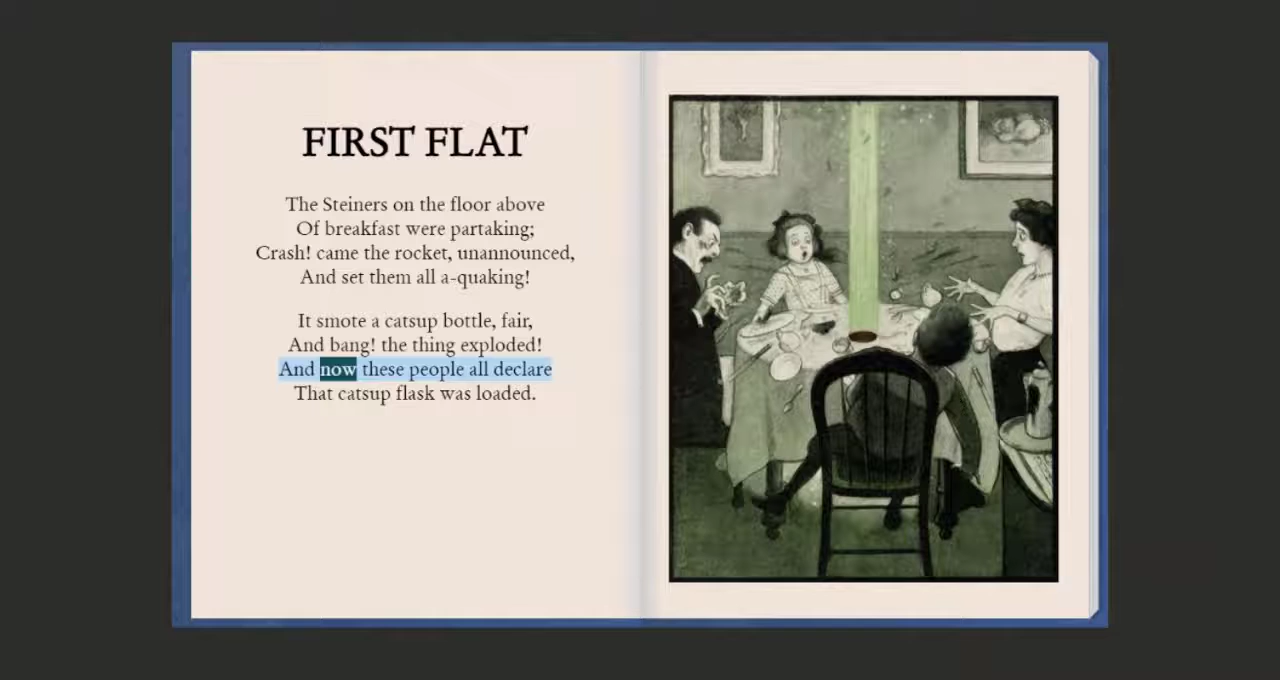 FIRST FLAT
The Steiners on the floor above
Of breakfast were partaking;
Crash! came the rocket, unannounced,
And set them all a-quaking!
It smote a catsup bottle, fair,
And bang! the thing exploded!
And now these people all declare
That catsup flask was loaded.